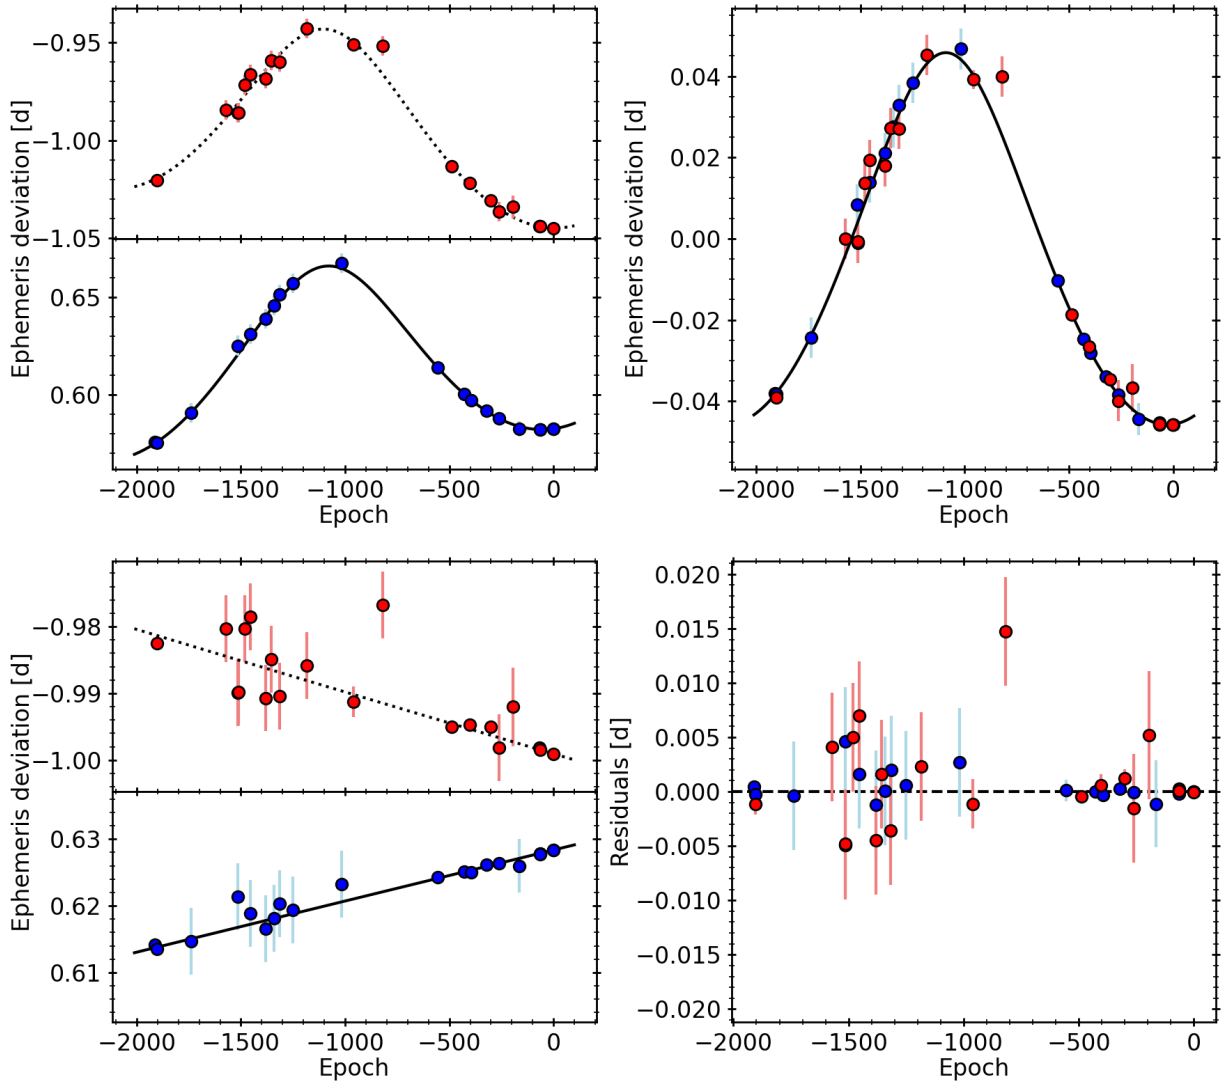 −0.95
−1.00
−1.05
0.65
0.60
Ephemeris deviation [d]
−2000 −1500 −1000 −500 0
Epoch
0.04
0.02
0.00
−0.02
−0.04
Ephemeris deviation [d]
−2000 −1500 −1000 −500 0
Epoch
−0.98
−0.99
−1.00
0.63
0.62
0.61
Ephemeris deviation [d]
−2000 −1500 −1000 −500 0
Epoch
0.020
0.015
0.010
0.005
0.000
−0.005
−0.010
−0.015
−0.020
Residuals [d]
−2000 −1500 −1000 −500 0
Epoch